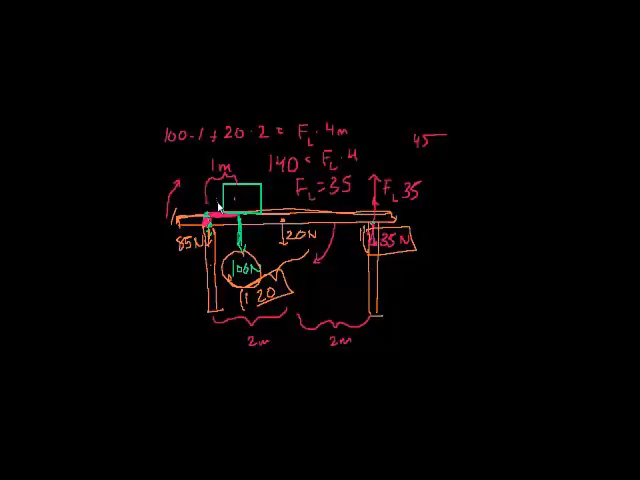 100·1 + 20·2 = F_L · 4m
45
1m
140 = F_L · 4
F_L = 35
F_L 35
85N
20N
35N
100N
120
2m
2m